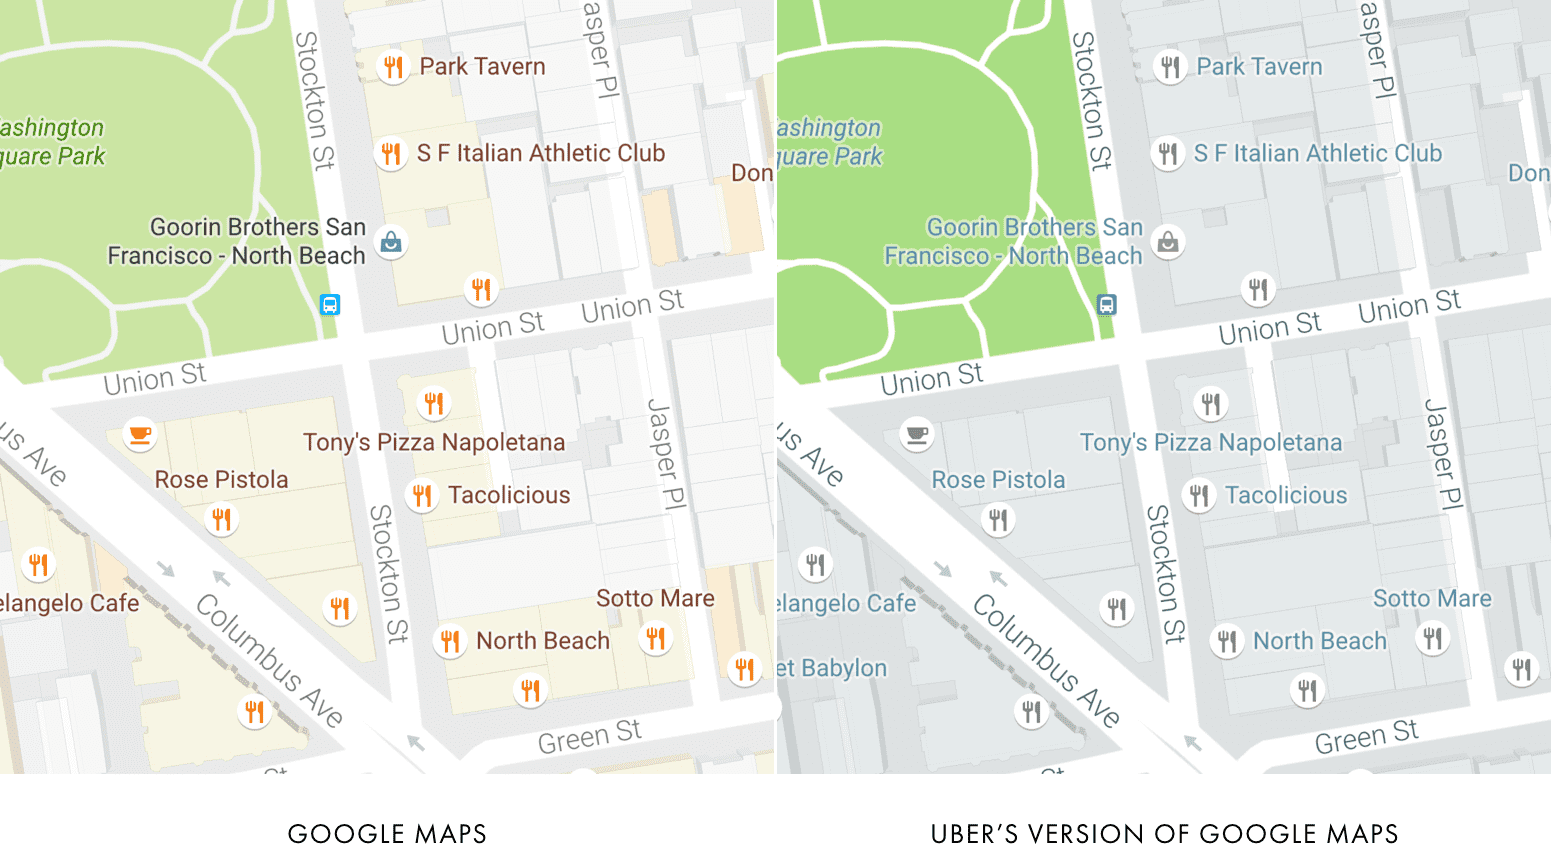 Stockton St
asper Pl
Park Tavern
ashington
quare Park
S F Italian Athletic Club
Don
Goorin Brothers San
Francisco - North Beach
Union St
Union St
Union St
Tony's Pizza Napoletana
Jasper Pl
us Ave
Rose Pistola
Tacolicious
Stockton St
elangelo Cafe
Columbus Ave
Sotto Mare
North Beach
Green St
St
GOOGLE MAPS
Stockton St
asper Pl
Park Tavern
ashington
quare Park
S F Italian Athletic Club
Don
Goorin Brothers San
Francisco - North Beach
Union St
Union St
Union St
Tony's Pizza Napoletana
Jasper Pl
us Ave
Rose Pistola
Tacolicious
Stockton St
elangelo Cafe
Columbus Ave
Sotto Mare
North Beach
et Babylon
Green St
St
UBER'S VERSION OF GOOGLE MAPS